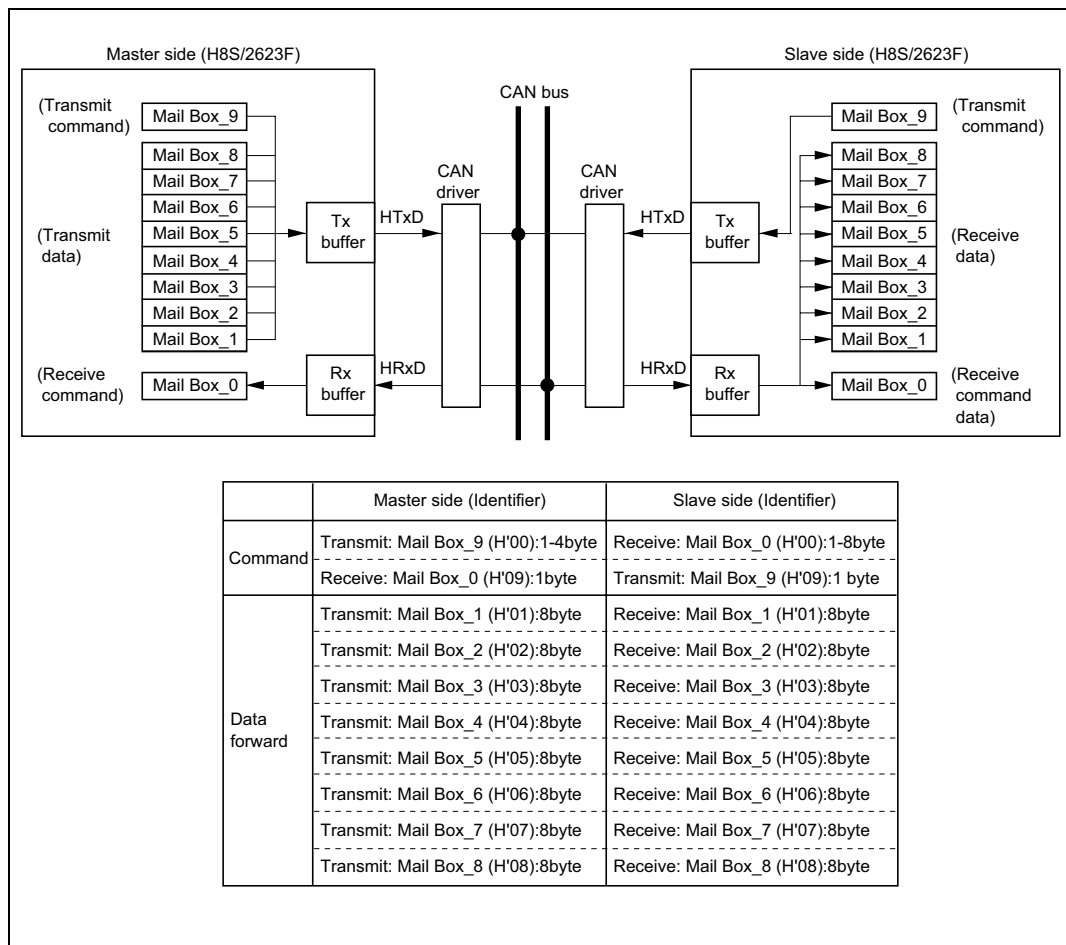 Master side (H8S/2623F)
Slave side (H8S/2623F)
CAN bus
(Transmit
command)
Mail Box_9
Mail Box_8
Mail Box_7
Mail Box_6
(Transmit
data)
Mail Box_5
Mail Box_4
Mail Box_3
Mail Box_2
Mail Box_1
(Receive
command)
Mail Box_0
Tx
buffer
HTxD
Rx
buffer
HRxD
CAN
driver
CAN
driver
HTxD
Tx
buffer
HRxD
Rx
buffer
Mail Box_9
(Transmit
command)
Mail Box_8
Mail Box_7
Mail Box_6
Mail Box_5
Mail Box_4
Mail Box_3
Mail Box_2
Mail Box_1
(Receive
data)
Mail Box_0
(Receive
command
data)
Master side (Identifier)
Slave side (Identifier)
Command
Transmit: Mail Box_9 (H'00):1-4byte
Receive: Mail Box_0 (H'00):1-8byte
Receive: Mail Box_0 (H'09):1byte
Transmit: Mail Box_9 (H'09):1 byte
Data
forward
Transmit: Mail Box_1 (H'01):8byte
Receive: Mail Box_1 (H'01):8byte
Transmit: Mail Box_2 (H'02):8byte
Receive: Mail Box_2 (H'02):8byte
Transmit: Mail Box_3 (H'03):8byte
Receive: Mail Box_3 (H'03):8byte
Transmit: Mail Box_4 (H'04):8byte
Receive: Mail Box_4 (H'04):8byte
Transmit: Mail Box_5 (H'05):8byte
Receive: Mail Box_5 (H'05):8byte
Transmit: Mail Box_6 (H'06):8byte
Receive: Mail Box_6 (H'06):8byte
Transmit: Mail Box_7 (H'07):8byte
Receive: Mail Box_7 (H'07):8byte
Transmit: Mail Box_8 (H'08):8byte
Receive: Mail Box_8 (H'08):8byte